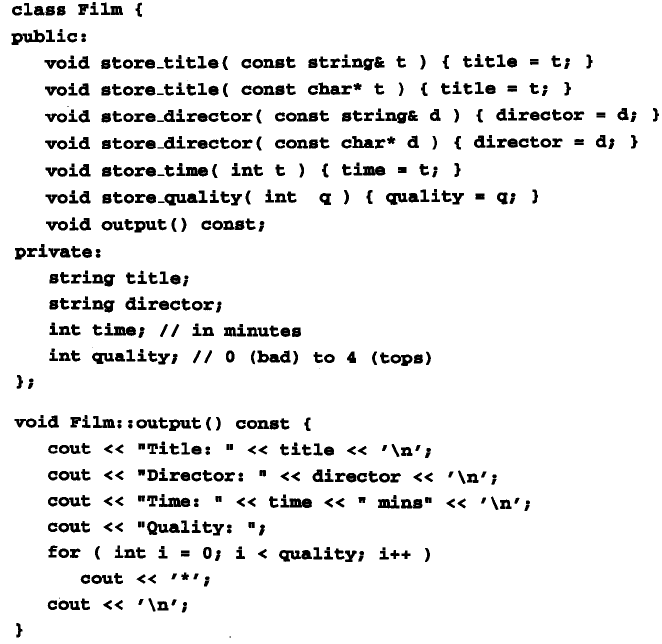 class Film {
public:
   void store_title( const string& t ) { title = t; }
   void store_title( const char* t ) { title = t; }
   void store_director( const string& d ) { director = d; }
   void store_director( const char* d ) { director = d; }
   void store_time( int t ) { time = t; }
   void store_quality( int  q ) { quality = q; }
   void output() const;
private:
   string title;
   string director;
   int time; // in minutes
   int quality; // 0 (bad) to 4 (tops)
};
void Film::output() const {
   cout << "Title: " << title << '\n';
   cout << "Director: " << director << '\n';
   cout << "Time: " << time << " mins" << '\n';
   cout << "Quality: ";
   for ( int i = 0; i < quality; i++ )
      cout << '*';
   cout << '\n';
}